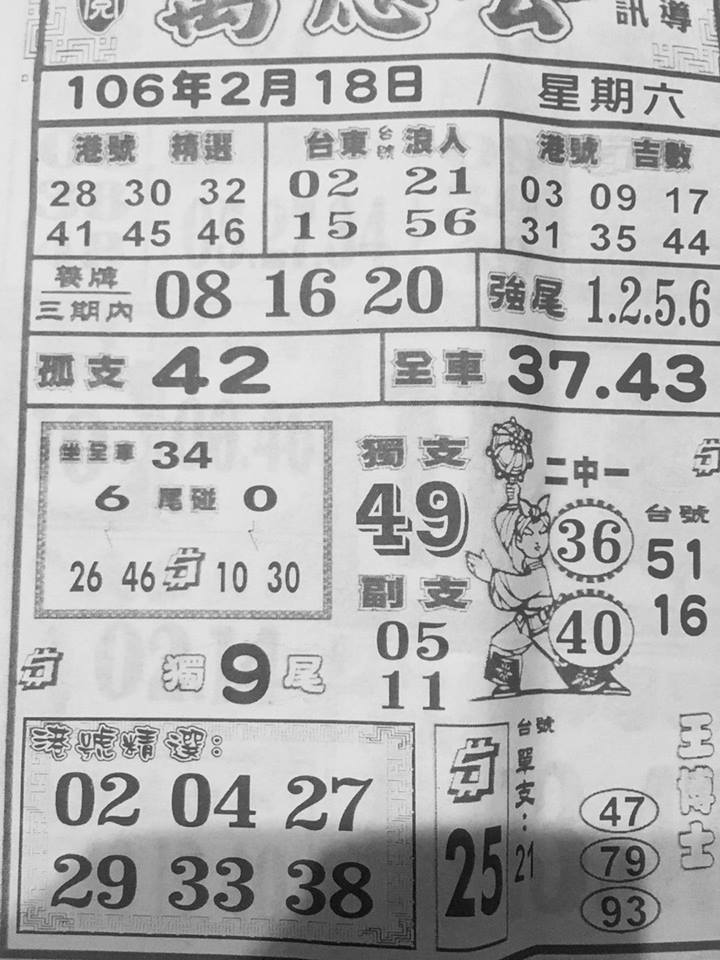 訊導
106年2月18日 / 星期六
港號 精選
28 30 32
41 45 46
台東 台號 浪人
02 21
15 56
港號 吉數
03 09 17
31 35 44
三期內
08 16 20
強尾 1.2.5.6
孤支 42
全車 37.43
坐全車 34
6 尾碰 0
26 46 10 30
獨支
49
副支
05
11
二中一
36
40
台號
51
16
獨 9 尾
港號精選:
02 04 27
29 33 38
25
台號單支:21
47
79
93
王博士